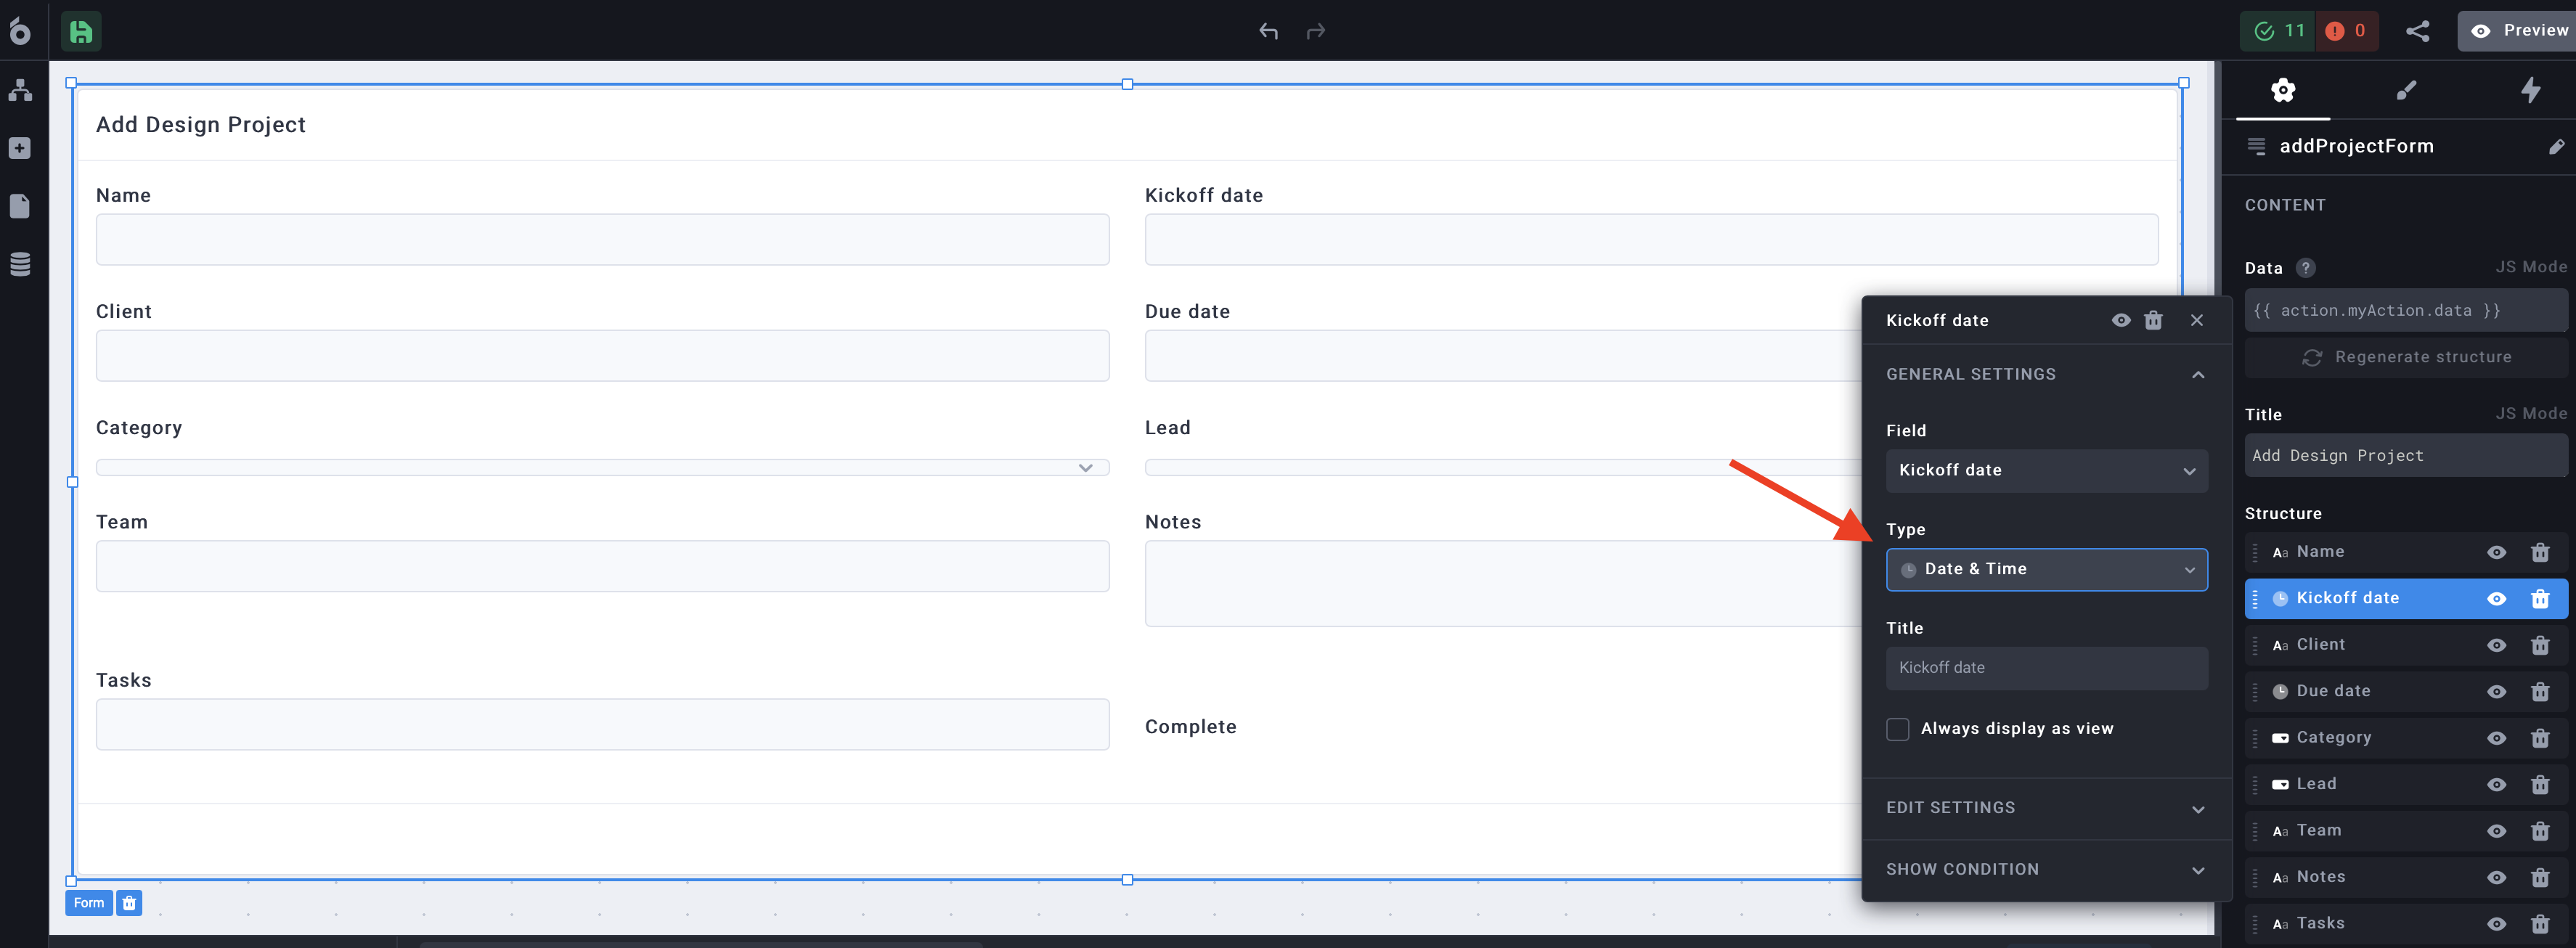 11
0
Preview
Add Design Project
Name
Kickoff date
Client
Due date
Category
Lead
Team
Notes
Tasks
Complete
Form
Kickoff date
GENERAL SETTINGS
Field
Kickoff date
Type
Date & Time
Title
Kickoff date
Always display as view
EDIT SETTINGS
SHOW CONDITION
addProjectForm
CONTENT
Data ? JS Mode
{{ action.myAction.data }}
Regenerate structure
Title JS Mode
Add Design Project
Structure
Aa Name
Kickoff date
Aa Client
Due date
Category
Lead
Aa Team
Aa Notes
Aa Tasks